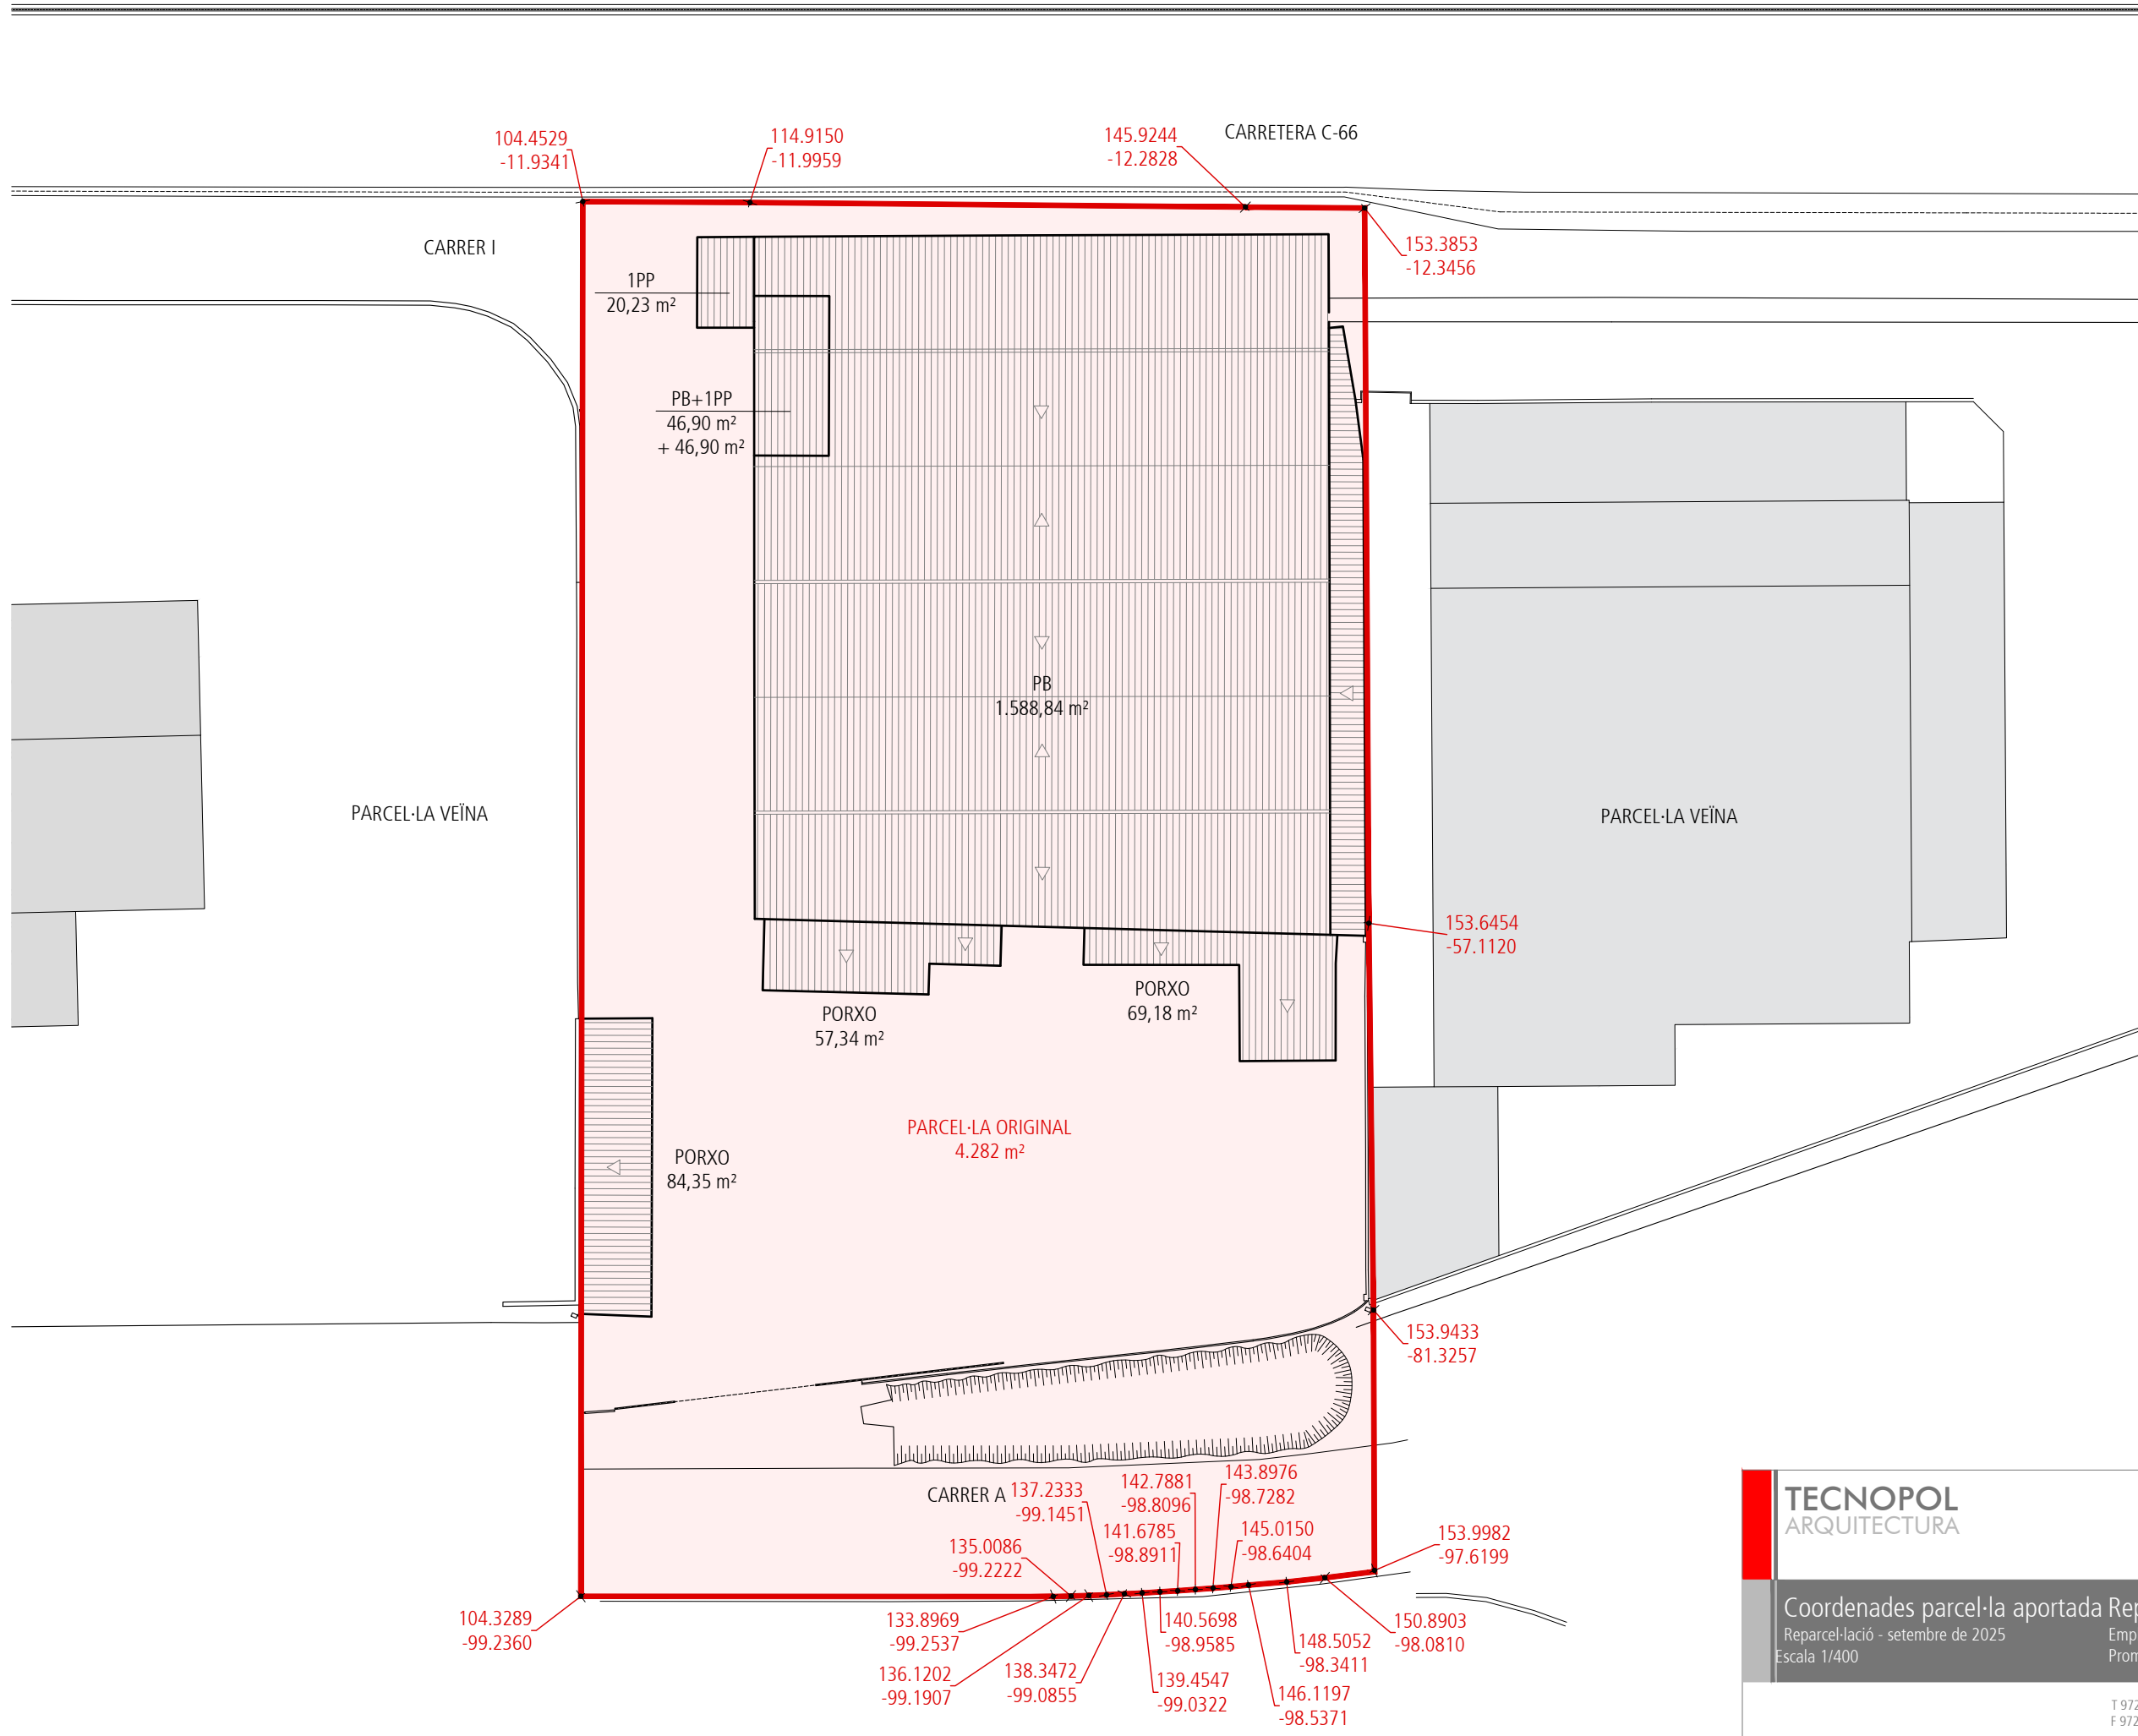 CARRETERA C-66
104.4529
-11.9341
114.9150
-11.9959
145.9244
-12.2828
153.3853
-12.3456
CARRER I
1PP
20,23 m²
PB+1PP
46,90 m²
+ 46,90 m²
PB
1.588,84 m²
PARCEL·LA VEÏNA
PARCEL·LA VEÏNA
153.6454
-57.1120
PORXO
57,34 m²
PORXO
69,18 m²
PARCEL·LA ORIGINAL
4.282 m²
PORXO
84,35 m²
153.9433
-81.3257
CARRER A
137.2333
-99.1451
142.7881
-98.8096
143.8976
-98.7282
141.6785
-98.8911
145.0150
-98.6404
135.0086
-99.2222
153.9982
-97.6199
104.3289
-99.2360
133.8969
-99.2537
136.1202
-99.1907
138.3472
-99.0855
140.5698
-98.9585
139.4547
-99.0322
148.5052
-98.3411
146.1197
-98.5371
150.8903
-98.0810
TECNOPOL
ARQUITECTURA
Coordenades parcel·la aportada Rep
Reparcel·lació - setembre de 2025 Emp
Escala 1/400 Prom
T 972
F 972